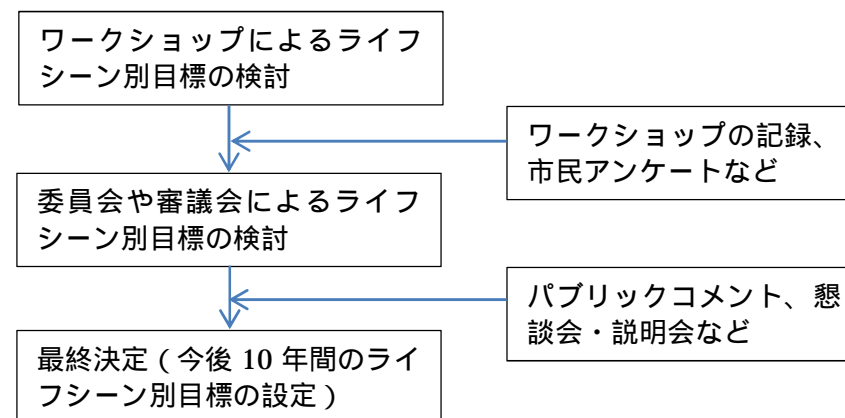 ワークショップによるライフ
シーン別目標の検討
ワークショップの記録、
市民アンケートなど
委員会や審議会によるライフ
シーン別目標の検討
パブリックコメント、懇
談会・説明会など
最終決定(今後 10 年間のライ
フシーン別目標の設定)